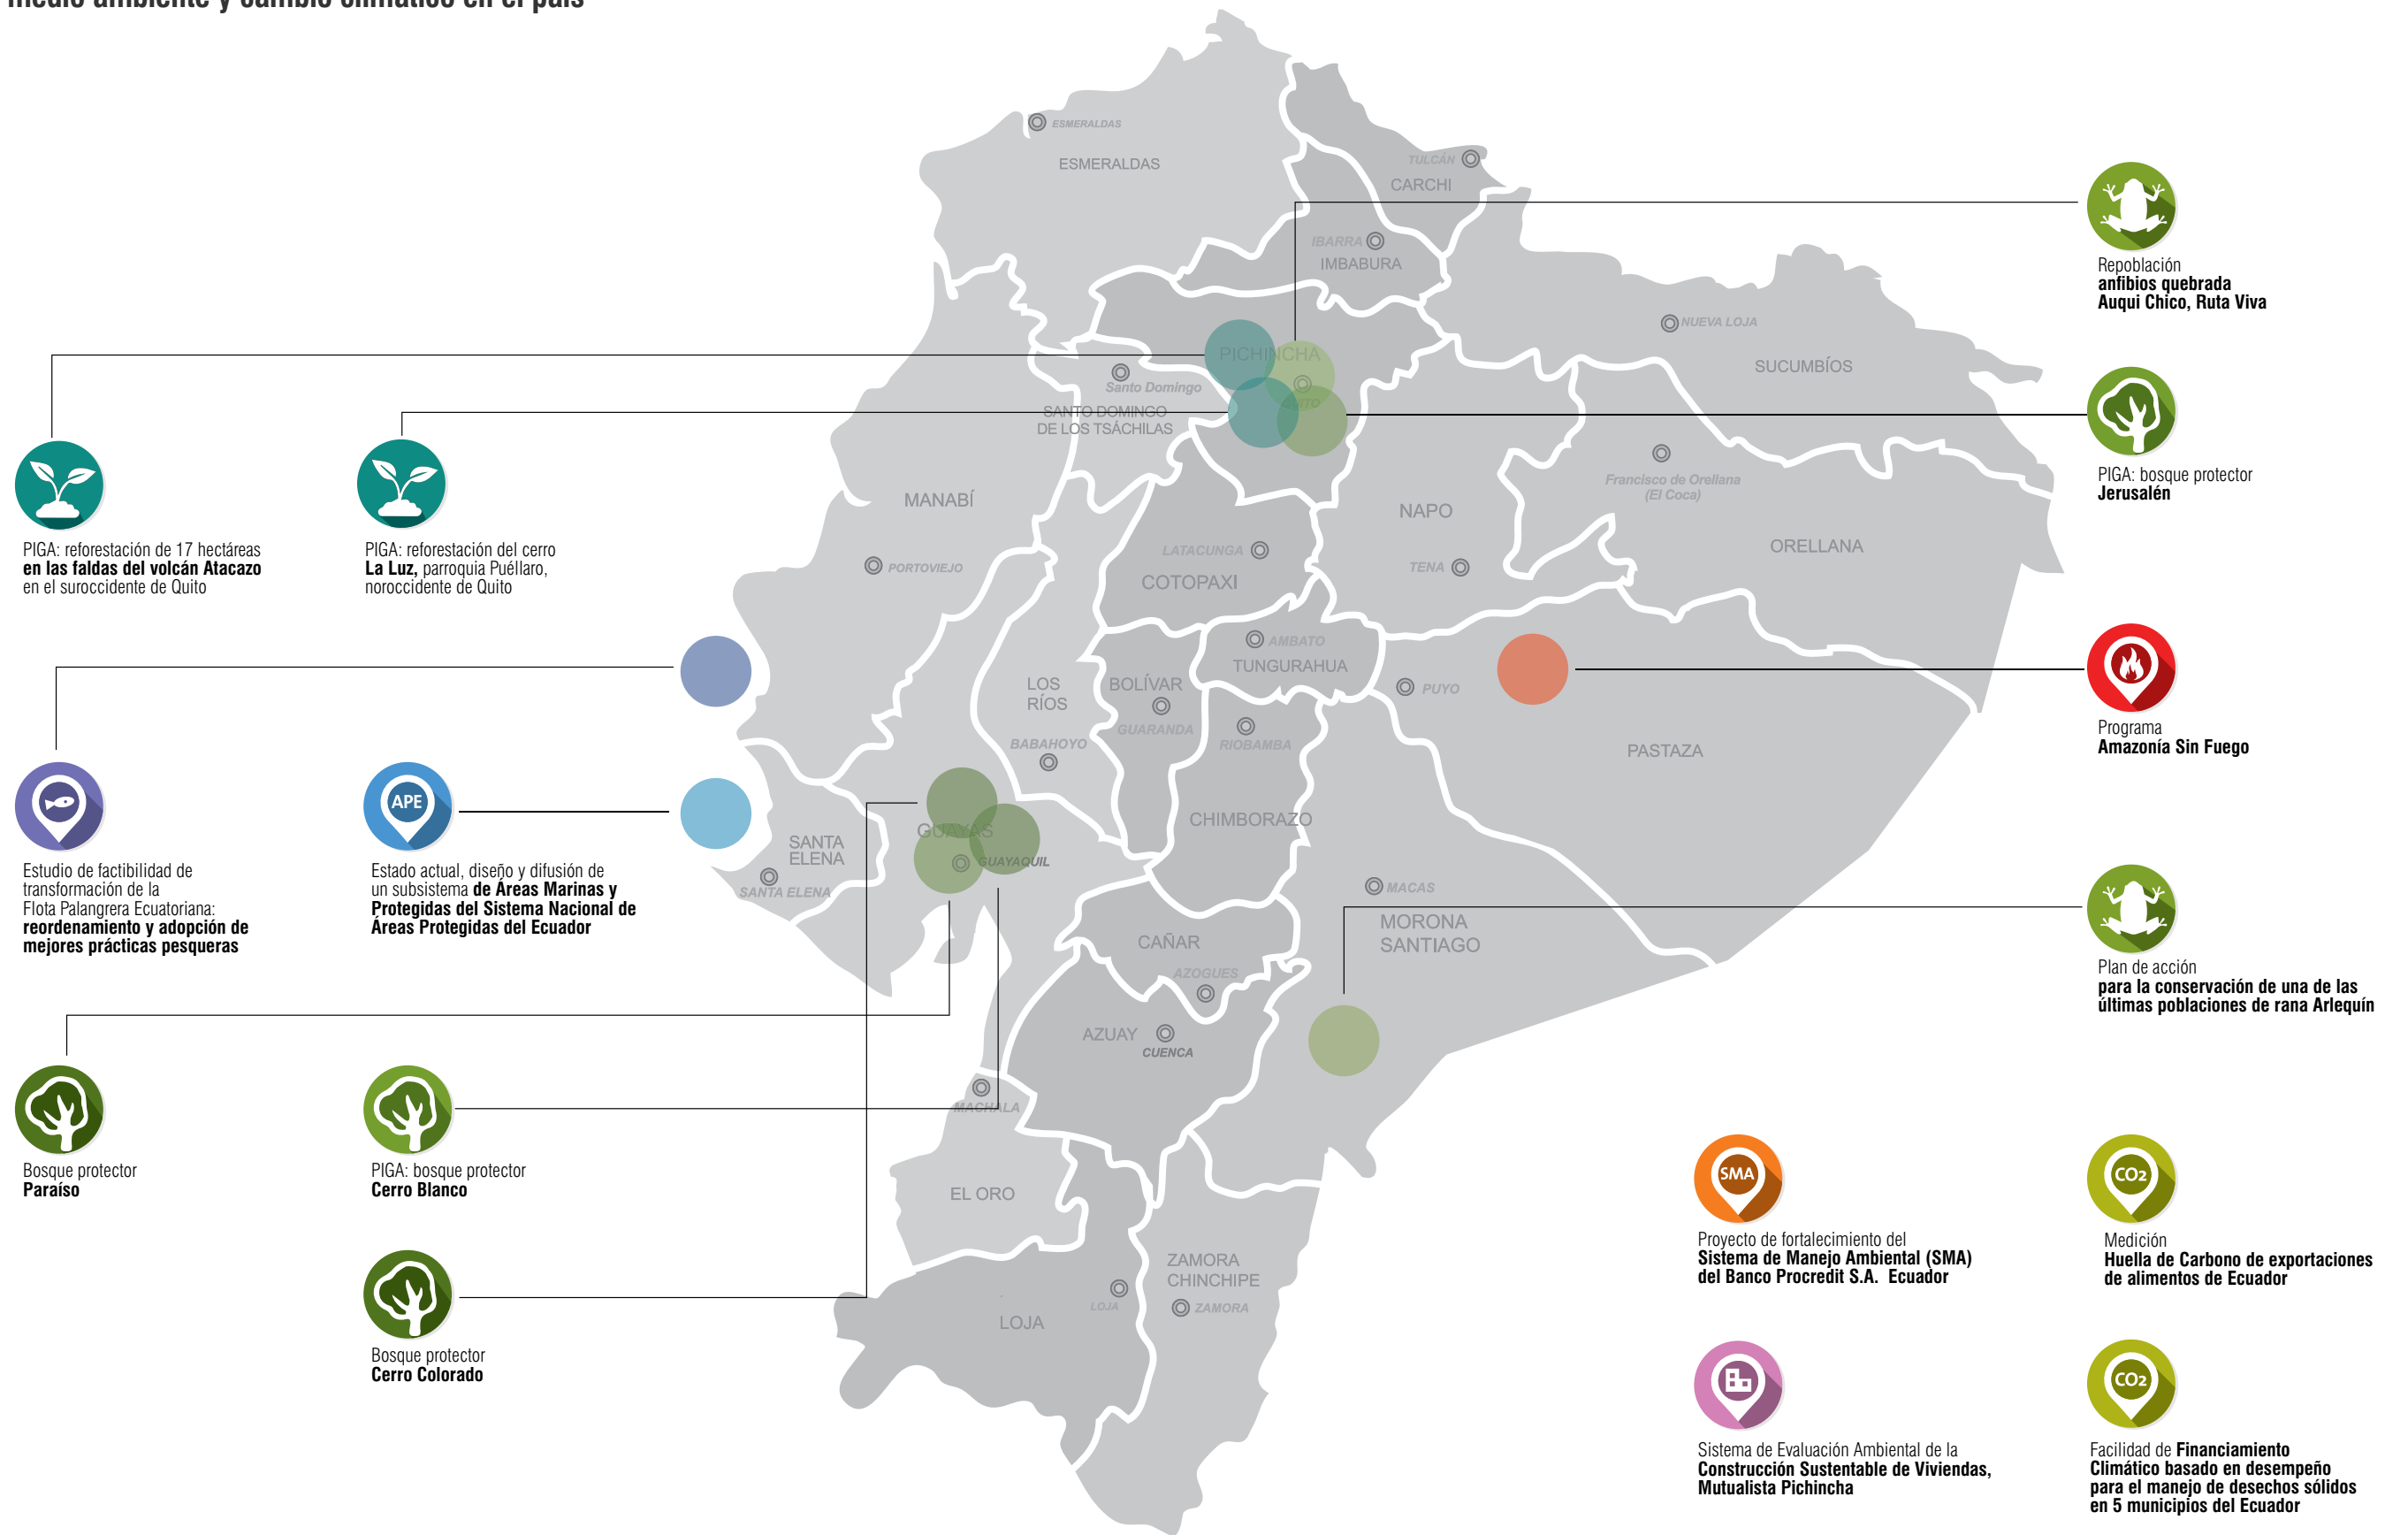 medio ambiente y cambio climático en el país
ESMERALDAS
ESMERALDAS
TULCÁN
CARCHI
IBARRA
IMBABURA
Repoblación
anfibios quebrada
Auqui Chico, Ruta Viva
NUEVA LOJA
SUCUMBÍOS
PICHINCHA
QUITO
Santo Domingo
SANTO DOMINGO
DE LOS TSÁCHILAS
PIGA: bosque protector
Jerusalén
Francisco de Orellana
(El Coca)
ORELLANA
NAPO
TENA
MANABÍ
PORTOVIEJO
LATACUNGA
COTOPAXI
PIGA: reforestación de 17 hectáreas
en las faldas del volcán Atacazo
en el suroccidente de Quito
PIGA: reforestación del cerro
La Luz, parroquia Puéllaro,
noroccidente de Quito
AMBATO
TUNGURAHUA
LOS
RÍOS
BABAHOYO
BOLÍVAR
GUARANDA
RIOBAMBA
CHIMBORAZO
PUYO
PASTAZA
Programa
Amazonía Sin Fuego
APE
Estudio de factibilidad de
transformación de la
Flota Palangrera Ecuatoriana:
reordenamiento y adopción de
mejores prácticas pesqueras
Estado actual, diseño y difusión de
un subsistema de Áreas Marinas y
Protegidas del Sistema Nacional de
Áreas Protegidas del Ecuador
SANTA
ELENA
SANTA ELENA
GUAYAS
GUAYAQUIL
MACAS
MORONA
SANTIAGO
CAÑAR
AZOGUES
AZUAY
CUENCA
Plan de acción
para la conservación de una de las
últimas poblaciones de rana Arlequín
MACHALA
EL ORO
Bosque protector
Paraíso
PIGA: bosque protector
Cerro Blanco
Bosque protector
Cerro Colorado
LOJA
LOJA
ZAMORA
CHINCHIPE
ZAMORA
SMA
Proyecto de fortalecimiento del
Sistema de Manejo Ambiental (SMA)
del Banco Procredit S.A. Ecuador
CO2
Medición
Huella de Carbono de exportaciones
de alimentos de Ecuador
Sistema de Evaluación Ambiental de la
Construcción Sustentable de Viviendas,
Mutualista Pichincha
CO2
Facilidad de Financiamiento
Climático basado en desempeño
para el manejo de desechos sólidos
en 5 municipios del Ecuador